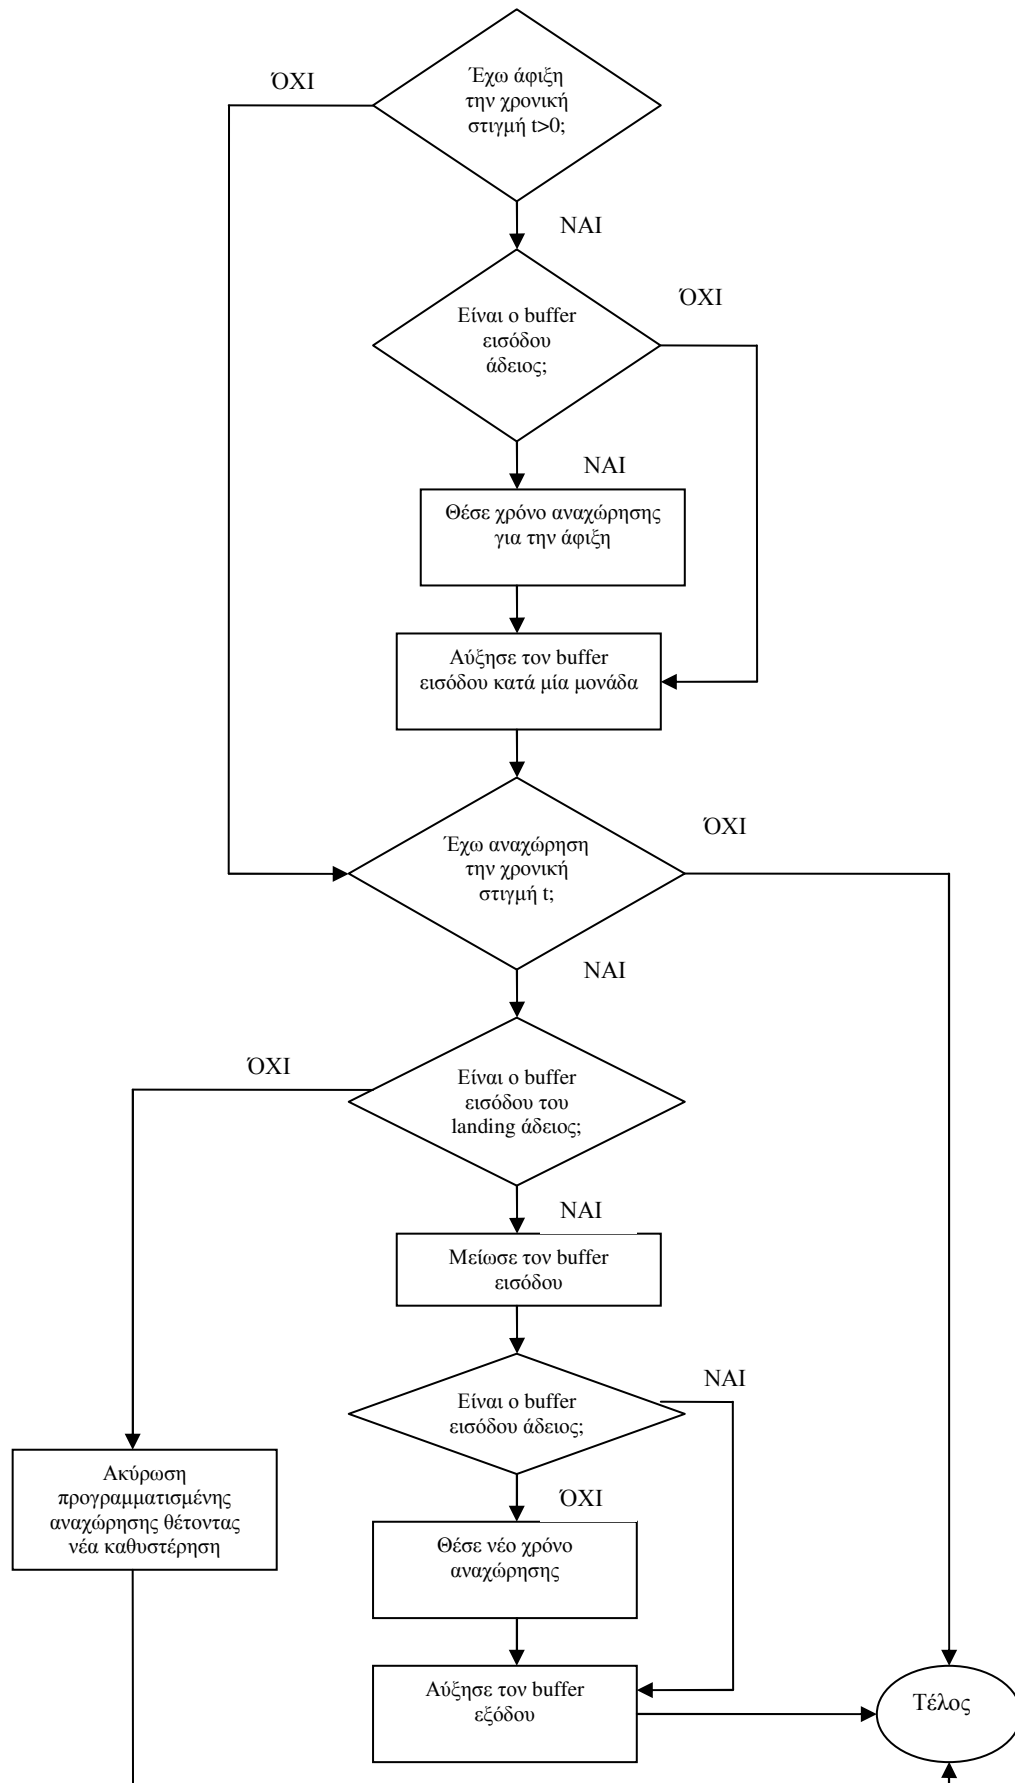 Έχω άφιξη
την χρονική
στιγμή t>0;
ΌΧΙ
ΝΑΙ
Είναι ο buffer
εισόδου
άδειος;
ΌΧΙ
ΝΑΙ
Θέσε χρόνο αναχώρησης
για την άφιξη
Αύξησε τον buffer
εισόδου κατά μία μονάδα
Έχω αναχώρηση
την χρονική
στιγμή t;
ΌΧΙ
ΝΑΙ
Είναι ο buffer
εισόδου του
landing άδειος;
ΌΧΙ
ΝΑΙ
Μείωσε τον buffer
εισόδου
Είναι ο buffer
εισόδου άδειος;
ΝΑΙ
ΌΧΙ
Ακύρωση
προγραμματισμένης
αναχώρησης θέτοντας
νέα καθυστέρηση
Θέσε νέο χρόνο
αναχώρησης
Αύξησε τον buffer
εξόδου
Τέλος